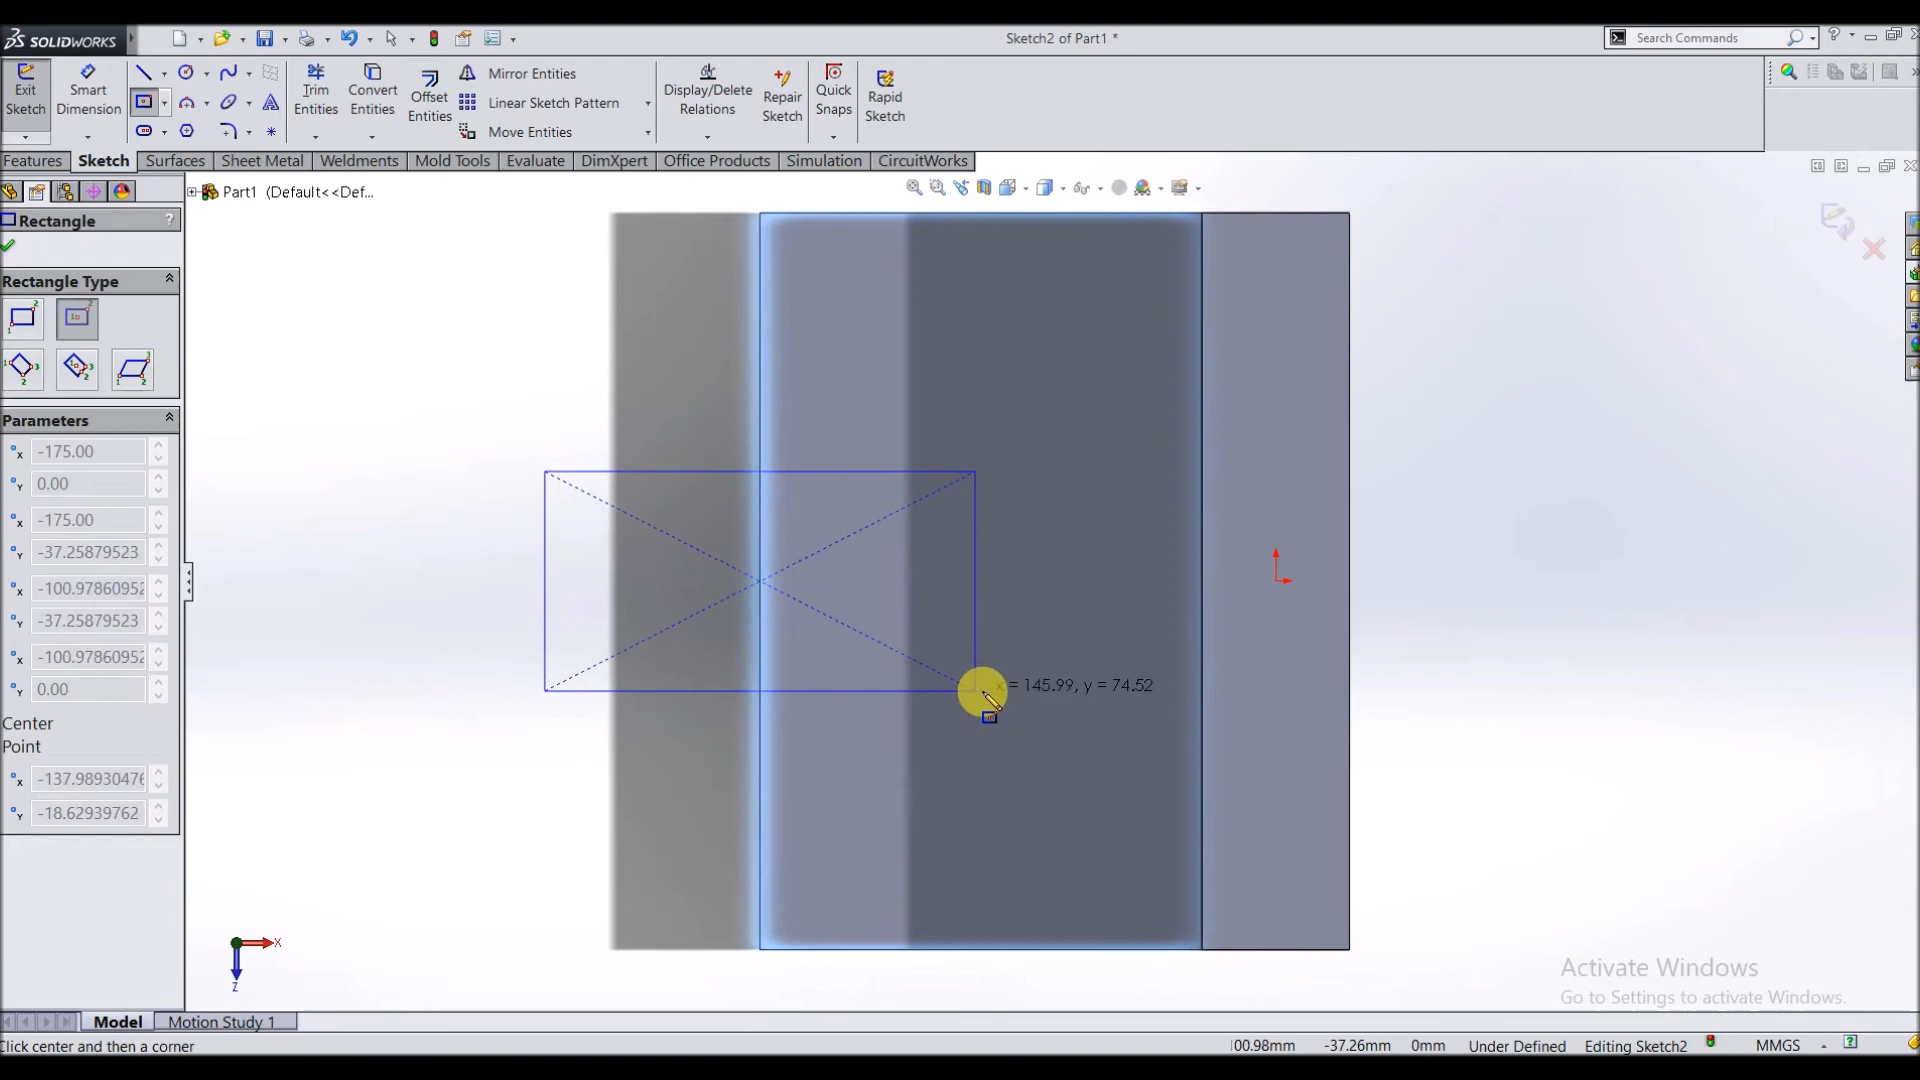 SOLIDWORKS
Sketch2 of Part1 *
Search Commands
Exit Sketch
Smart Dimension
Trim Entities
Convert Entities
Offset Entities
Mirror Entities
Linear Sketch Pattern
Move Entities
Display/Delete Relations
Repair Sketch
Quick Snaps
Rapid Sketch
Features
Sketch
Surfaces
Sheet Metal
Weldments
Mold Tools
Evaluate
DimXpert
Office Products
Simulation
CircuitWorks
Part1 (Default<<Def...
Rectangle
?
Rectangle Type
Parameters
x -175.00
Y 0.00
x -175.00
Y -37.25879523
x -100.97860952
Y -37.25879523
x -100.97860952
Y 0.00
Center
Point
x -137.98930476
Y -18.62939762
x = 145.99, y = 74.52
X
Z
Activate Windows
Go to Settings to activate Windows.
Model
Motion Study 1
Click center and then a corner
00.98mm
-37.26mm
0mm
Under Defined
Editing Sketch2
MMGS